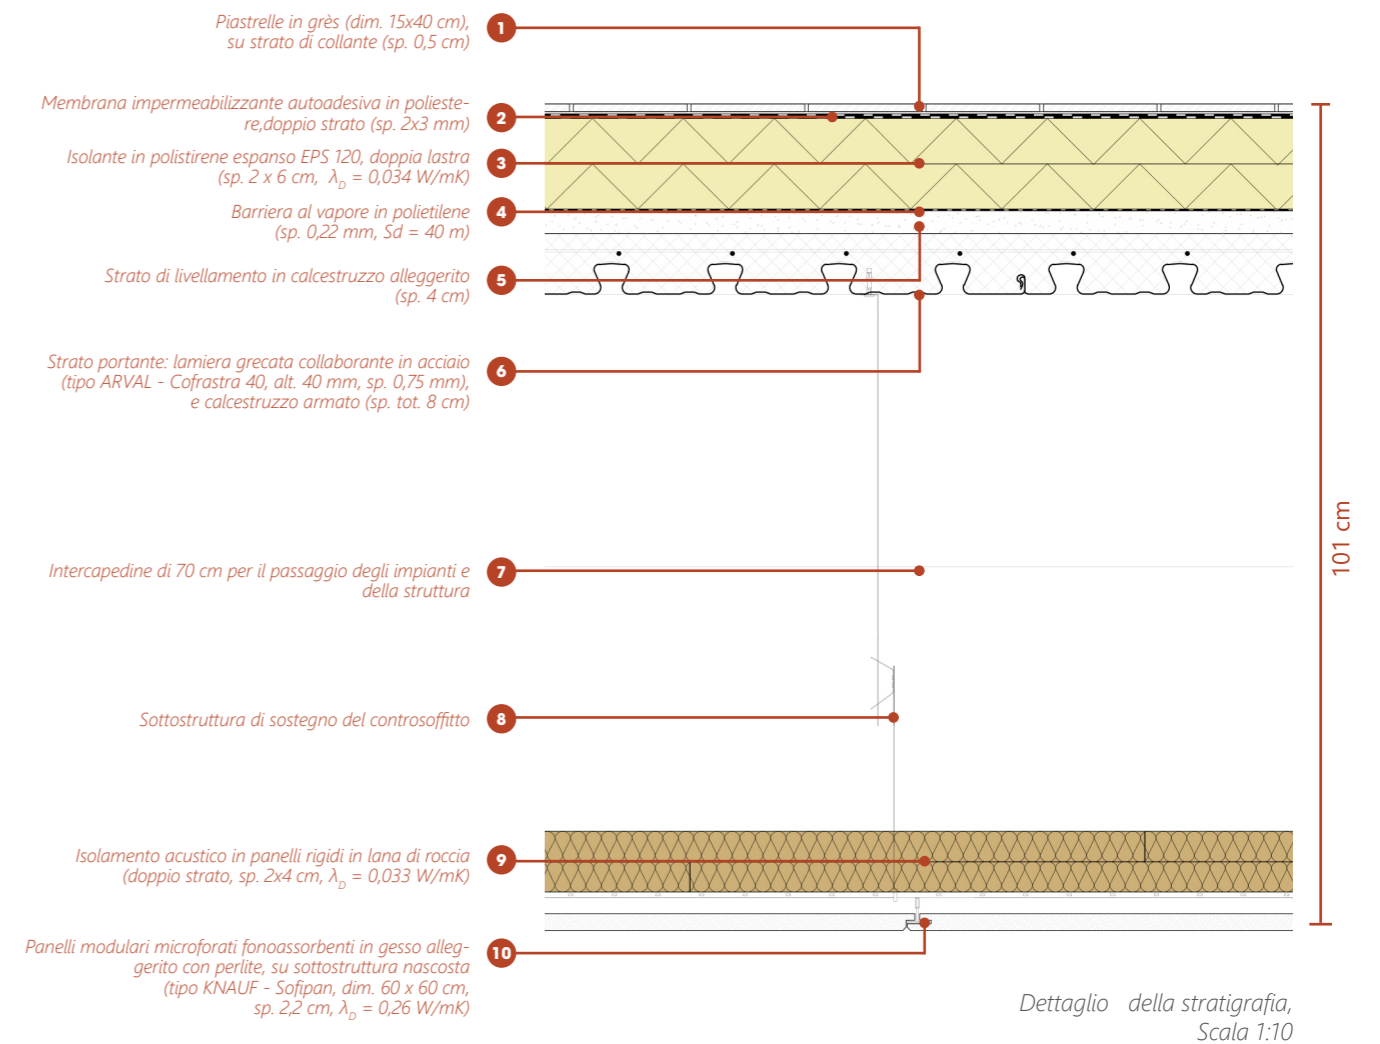 Piastrelle in grès (dim. 15x40 cm),
su strato di collante (sp. 0,5 cm)
1
Membrana impermeabilizzante autoadesiva in polieste-
re,doppio strato (sp. 2x3 mm)
2
Isolante in polistirene espanso EPS 120, doppia lastra
(sp. 2 x 6 cm, λD = 0,034 W/mK)
3
Barriera al vapore in polietilene
(sp. 0,22 mm, Sd = 40 m)
4
Strato di livellamento in calcestruzzo alleggerito
(sp. 4 cm)
5
Strato portante: lamiera grecata collaborante in acciaio
(tipo ARVAL - Cofrastra 40, alt. 40 mm, sp. 0,75 mm),
e calcestruzzo armato (sp. tot. 8 cm)
6
Intercapedine di 70 cm per il passaggio degli impianti e
della struttura
7
Sottostruttura di sostegno del controsoffitto
8
Isolamento acustico in panelli rigidi in lana di roccia
(doppio strato, sp. 2x4 cm, λD = 0,033 W/mK)
9
Panelli modulari microforati fonoassorbenti in gesso alleg-
gerito con perlite, su sottostruttura nascosta
(tipo KNAUF - Sofipan, dim. 60 x 60 cm,
sp. 2,2 cm, λD = 0,26 W/mK)
10
101 cm
Dettaglio della stratigrafia,
Scala 1:10